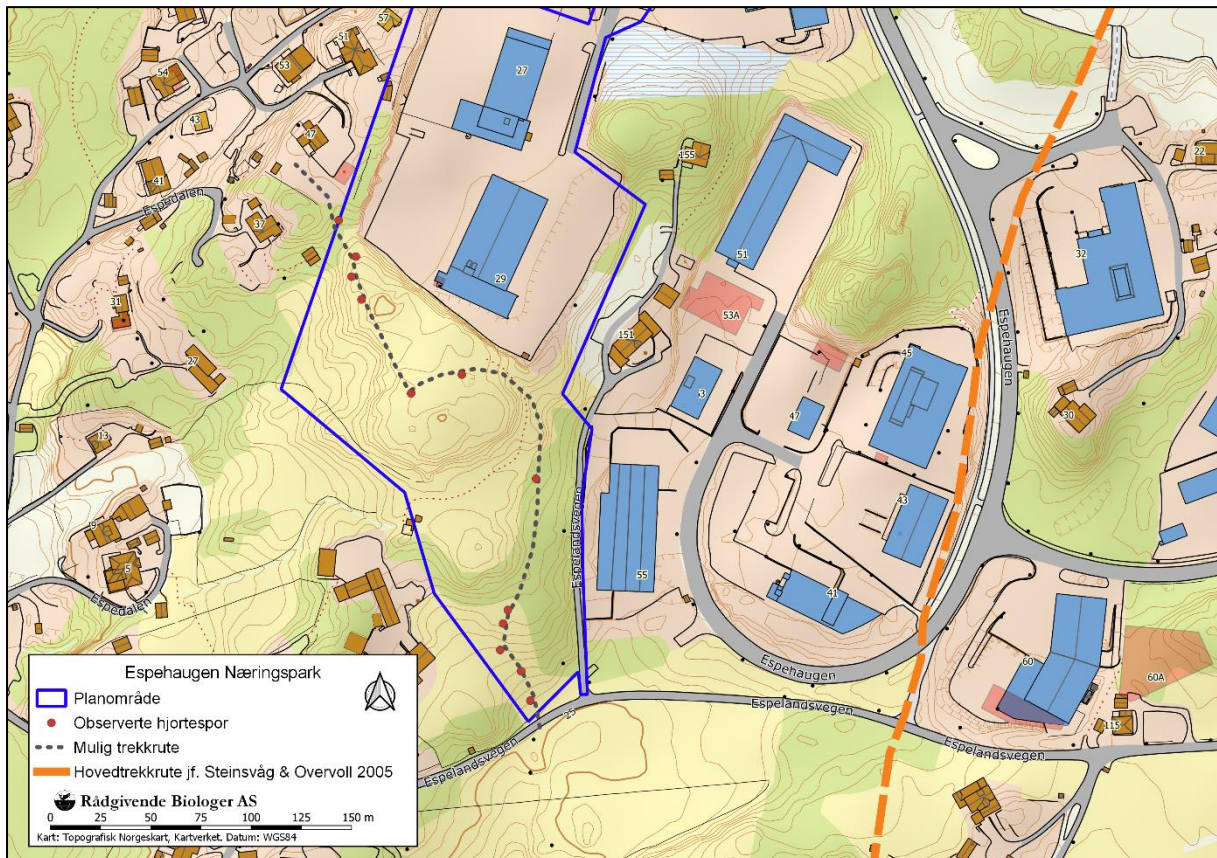 57
51
53
54
43
47
41
Espedalen
37
31
27
13
9
5
Espedalen
27
29
155
51
53A
151
3
47
45
43
41
55
Espelandsvegen
Espehaugen
Espehaugen
22
32
30
60
60A
115
25
Espelandsvegen
Espelandsvegen
Espelandsvegen
Espehaugen Næringspark
Planområde
Observerte hjortespor
Mulig trekkrute
Hovedtrekkrute jf. Steinsvåg & Overvoll 2005
Rådgivende Biologer AS
0 25 50 75 100 150 m
Kart: Topografisk Norgeskart, Kartverket. Datum: WGS84